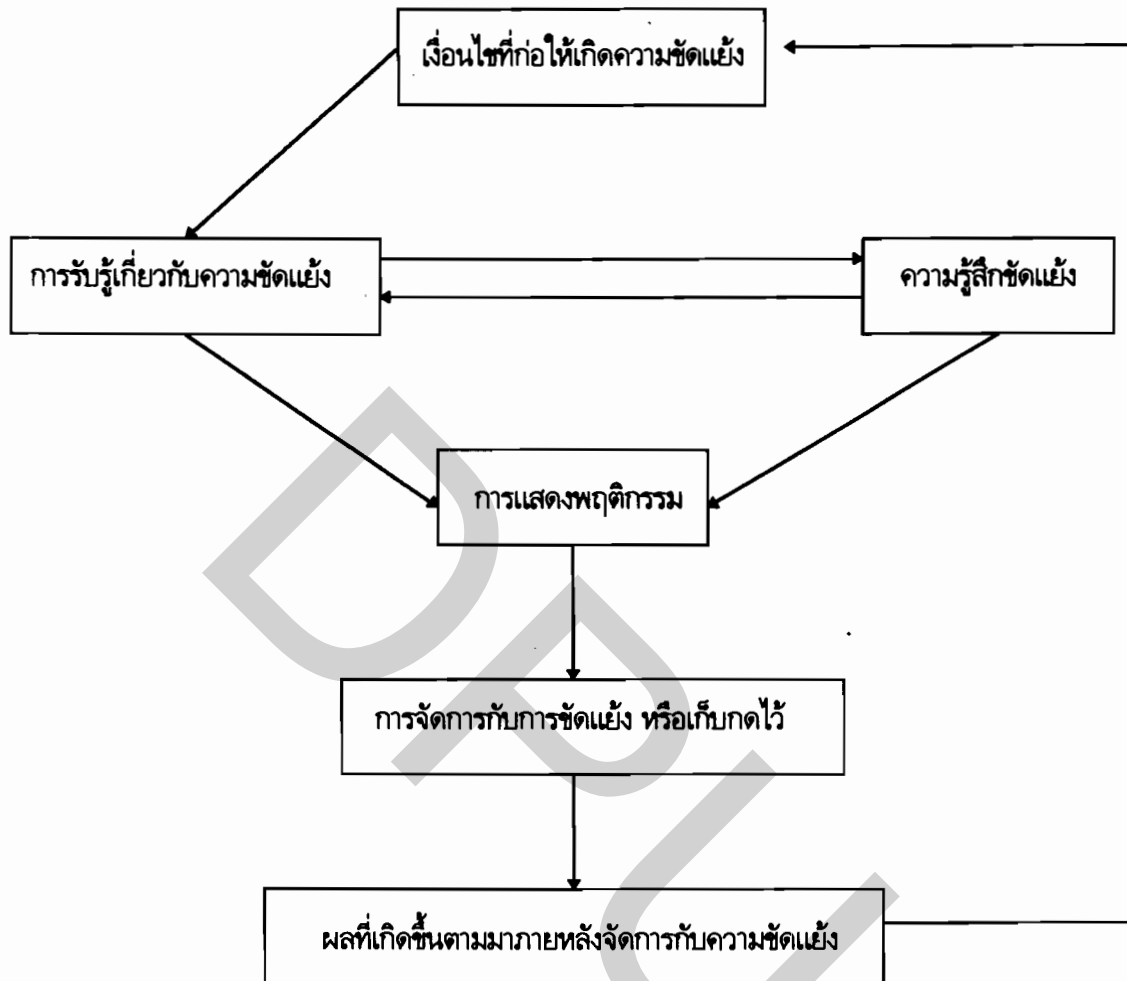 เงื่อนไขที่ก่อให้เกิดความขัดแย้ง
การรับรู้เกี่ยวกับความขัดแย้ง
ความรู้สึกขัดแย้ง
การแสดงพฤติกรรม
การจัดการกับการขัดแย้ง หรือเก็บกดไว้
ผลที่เกิดขึ้นตามมาภายหลังจัดการกับความขัดแย้ง
DPU